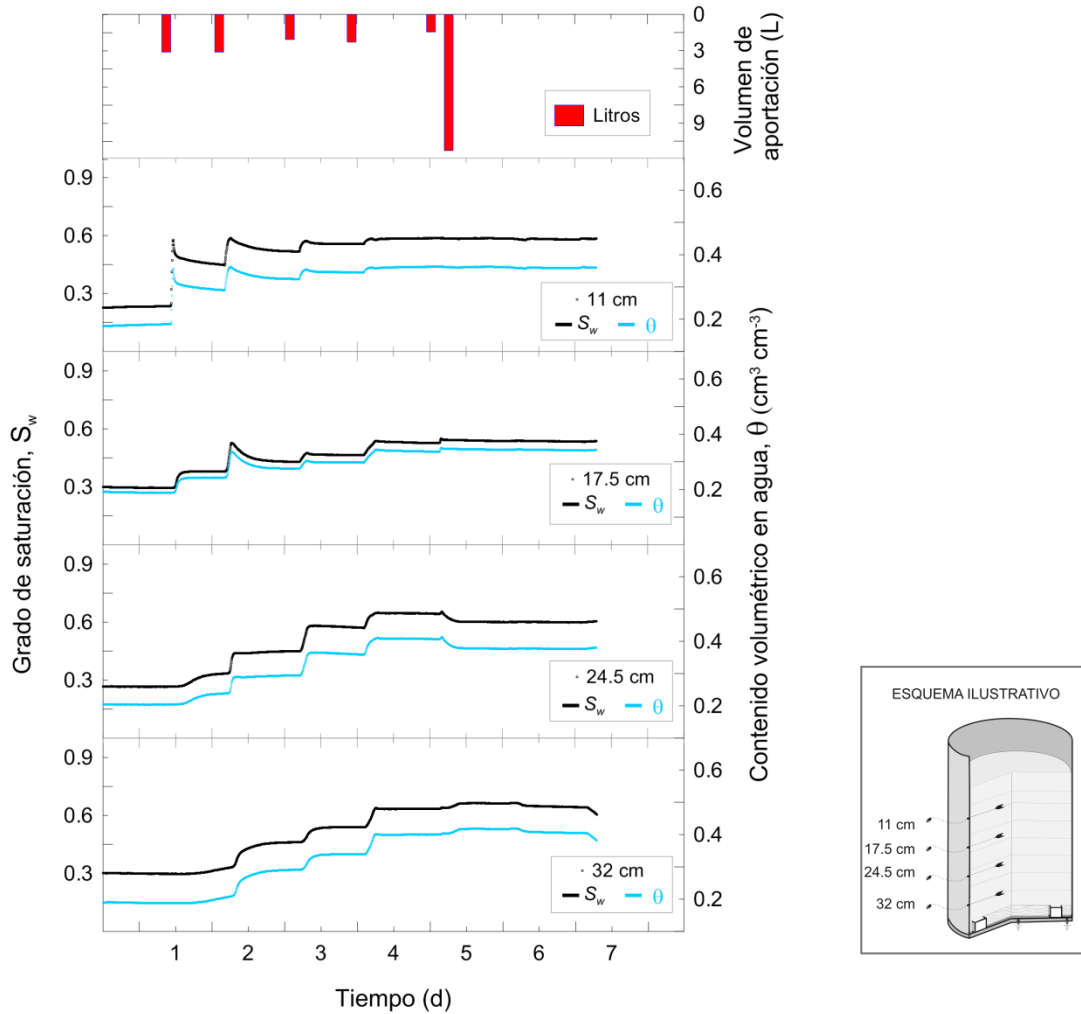 0
3
6
9
Volumen de
aportación (L)
Litros
0.9
0.6
0.3
0.6
0.4
0.2
11 cm
Sw θ
0.9
0.6
0.3
0.6
0.4
0.2
17.5 cm
Sw θ
0.9
0.6
0.3
0.6
0.4
0.2
24.5 cm
Sw θ
0.9
0.6
0.3
0.6
0.4
0.2
32 cm
Sw θ
Grado de saturación, Sw
Contenido volumétrico en agua, θ (cm³ cm⁻³)
1 2 3 4 5 6 7
Tiempo (d)
ESQUEMA ILUSTRATIVO
11 cm
17.5 cm
24.5 cm
32 cm